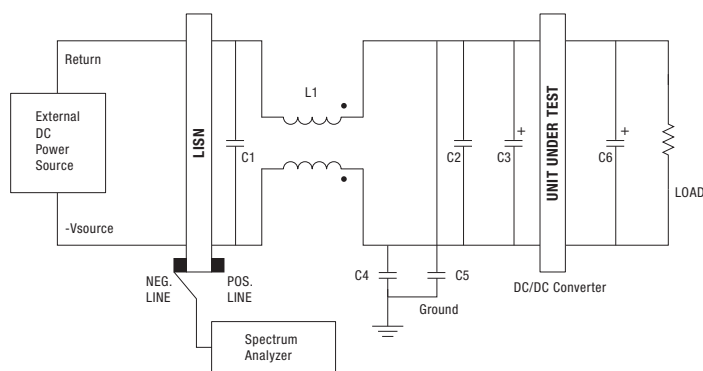 Return
L1
External
DC
Power
Source
LISN
C1
C2
C3
+
UNIT UNDER TEST
C6
+
LOAD
-Vsource
NEG.
LINE
POS.
LINE
C4
C5
Ground
DC/DC Converter
Spectrum
Analyzer